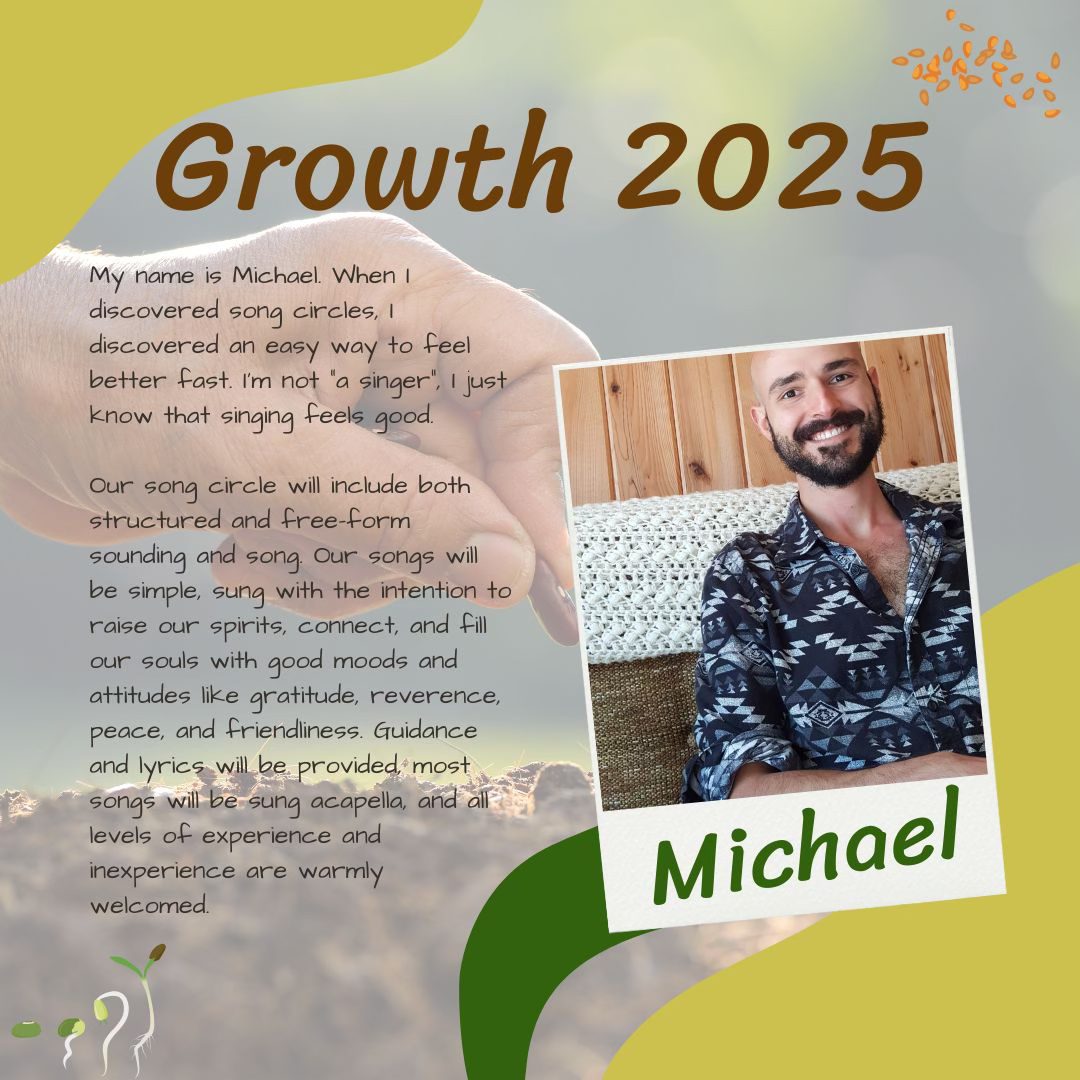 Growth 2025
My name is Michael. When I
discovered song circles, I
discovered an easy way to feel
better fast. I'm not "a singer", I just
know that singing feels good.
Our song circle will include both
structured and free-form
sounding and song. Our songs will
be simple, sung with the intention to
raise our spirits, connect, and fill
our souls with good moods and
attitudes like gratitude, reverence,
peace, and friendliness. Guidance
and lyrics will be provided, most
songs will be sung acapella, and all
levels of experience and
inexperience are warmly
welcomed.
Michael